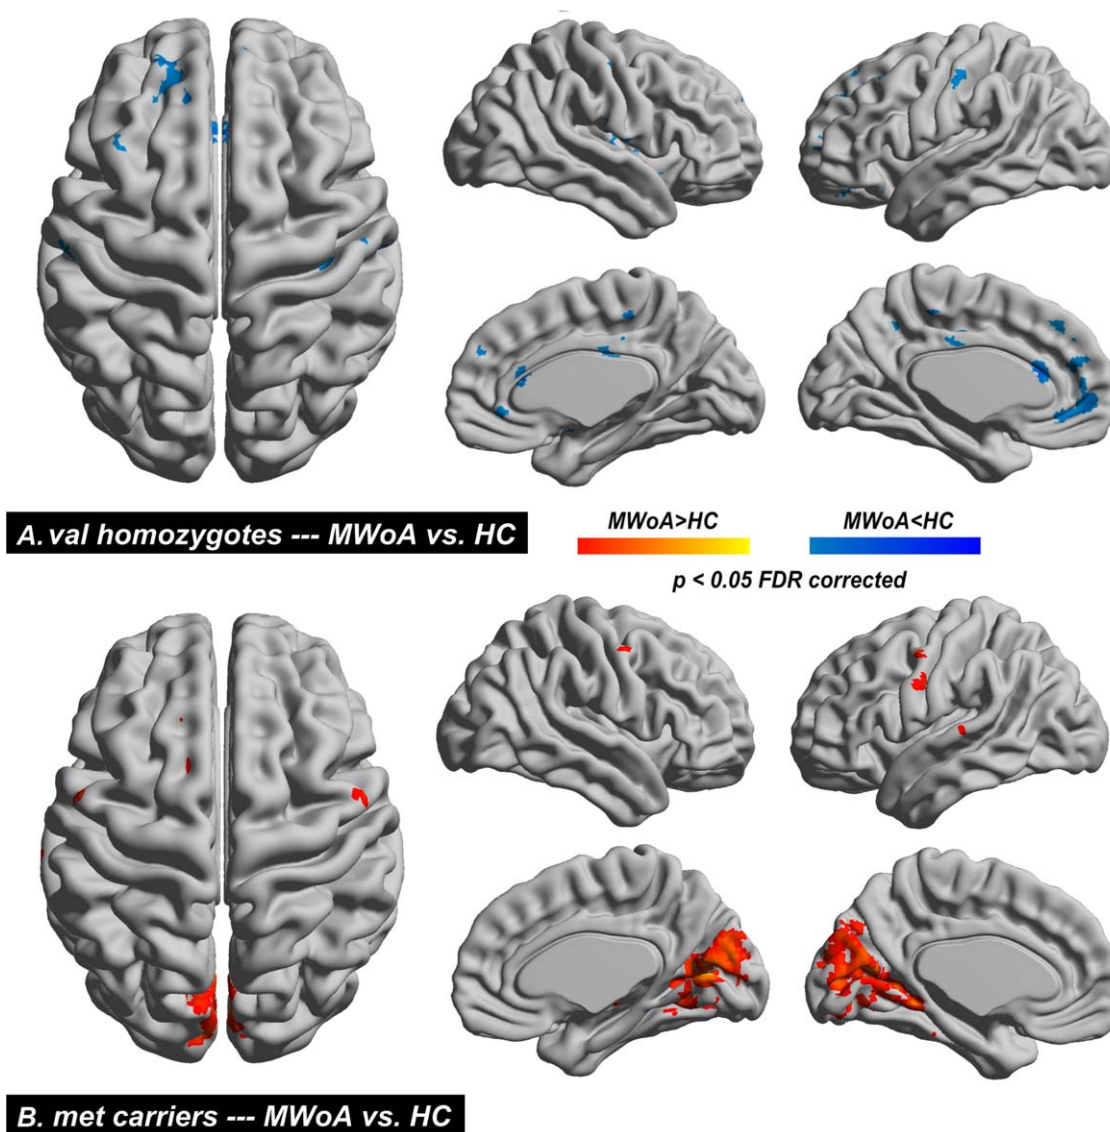 A. val homozygotes --- MWoA vs. HC
MWoA>HC
MWoA<HC
p < 0.05 FDR corrected
B. met carriers --- MWoA vs. HC